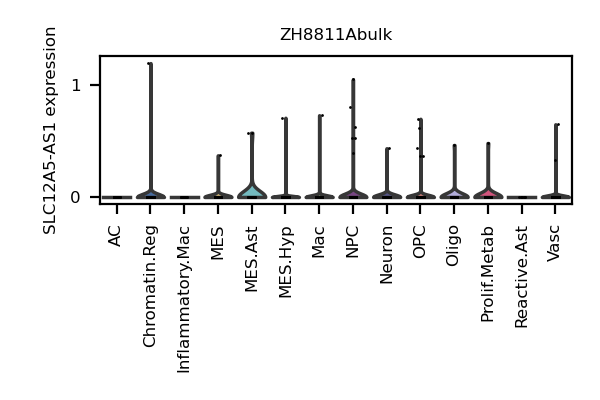 ZH8811Abulk
SLC12A5-AS1 expression
1
0
AC
Chromatin.Reg
Inflammatory.Mac
MES
MES.Ast
MES.Hyp
Mac
NPC
Neuron
OPC
Oligo
Prolif.Metab
Reactive.Ast
Vasc